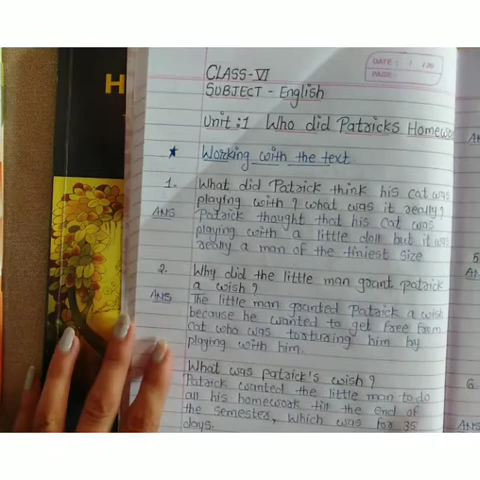 DATE: / /20
PAGE:
CLASS-VI
SUBJECT - English
Unit:1 Who did Patricks
★ Working with the text
1. What did Patrick think his cat was
playing with? what was it really?
ANS Patrick thought that his cat was
playing with a little doll but it was
really a man of the tiniest size
2. Why did the little man grant patrick
a wish?
ANS The little man granted Patrick a wish
because he wanted to get free from
cat who was torturing him by
playing with him.
What was patrick's wish?
Patrick wanted the little man to do
all his homework till the end of
the semester, which was for 35
days.
H
5
6.
ANS